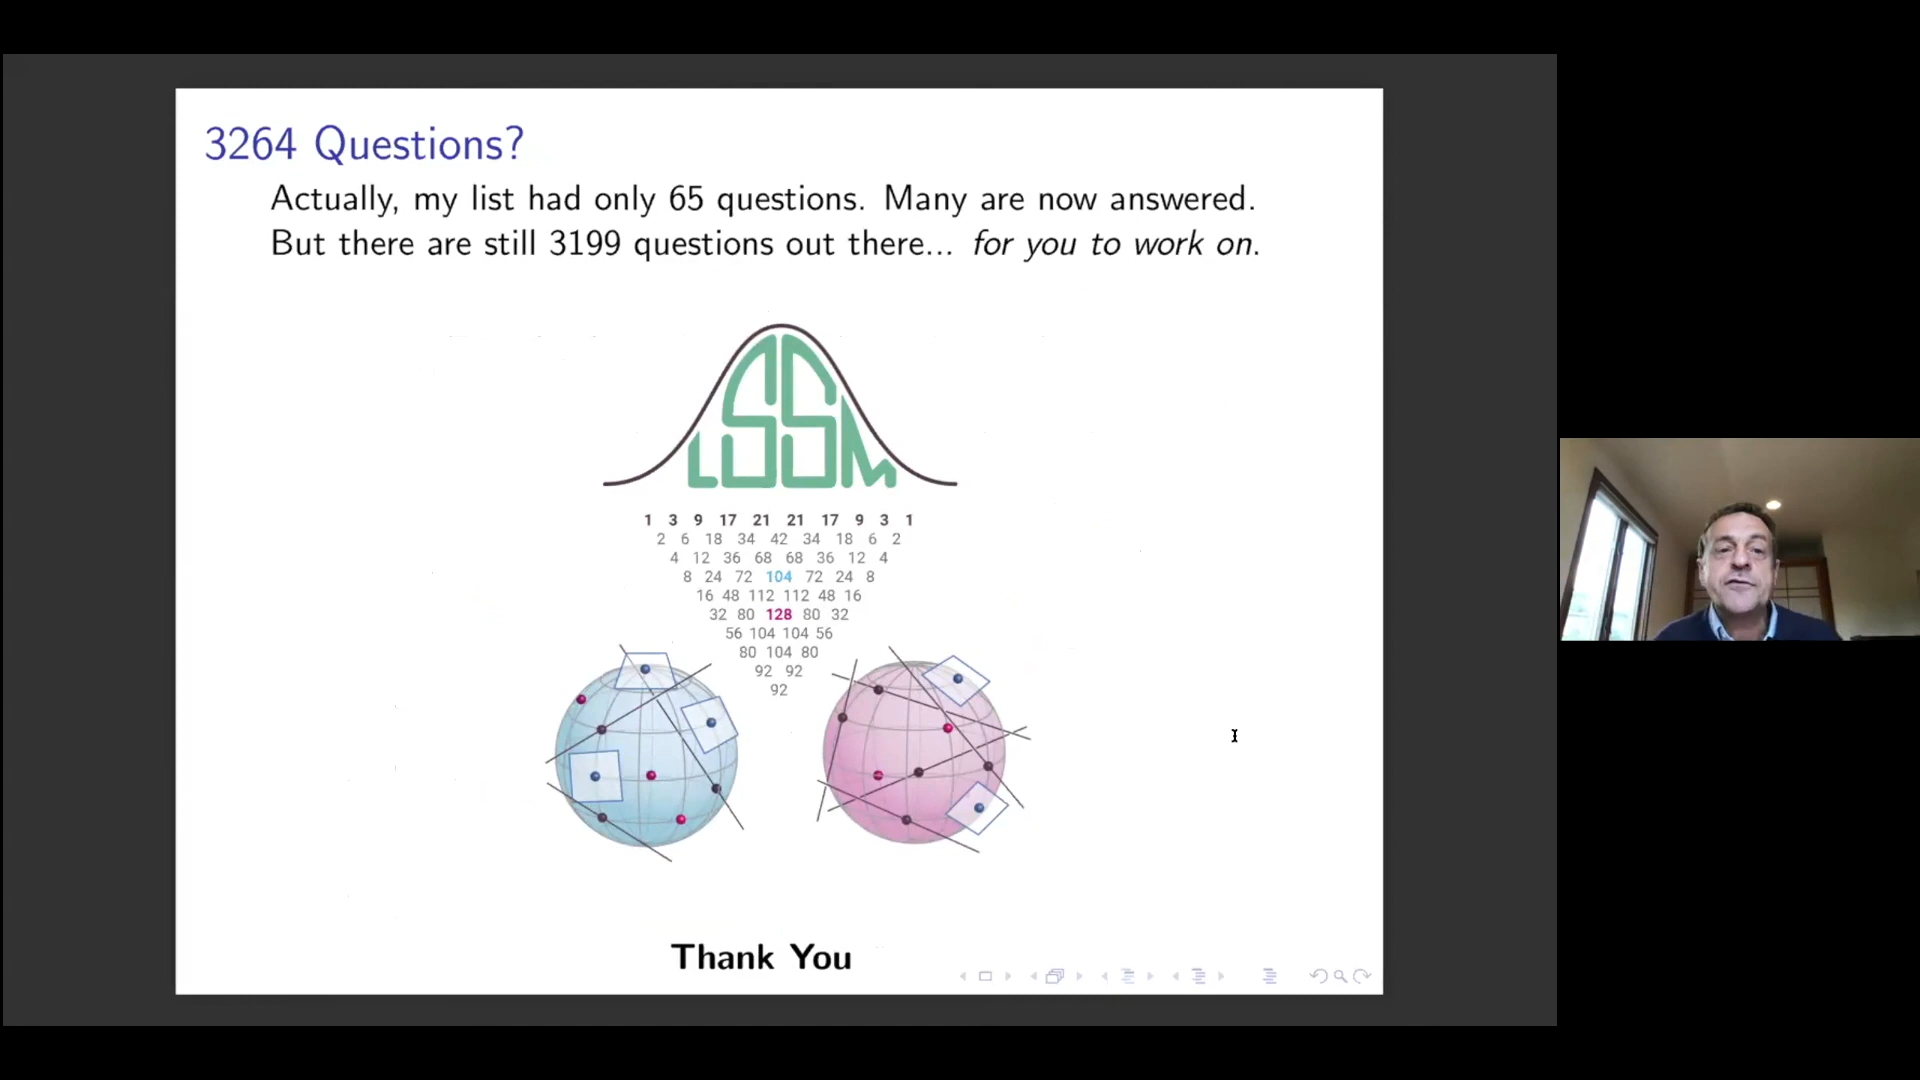 3264 Questions?
Actually, my list had only 65 questions. Many are now answered.
But there are still 3199 questions out there... for you to work on.
LSSM
1 3 9 17 21 21 17 9 3 1
2 6 18 34 42 34 18 6 2
4 12 36 68 68 36 12 4
8 24 72 104 72 24 8
16 48 112 112 48 16
32 80 128 80 32
56 104 104 56
80 104 80
92 92
92
Thank You